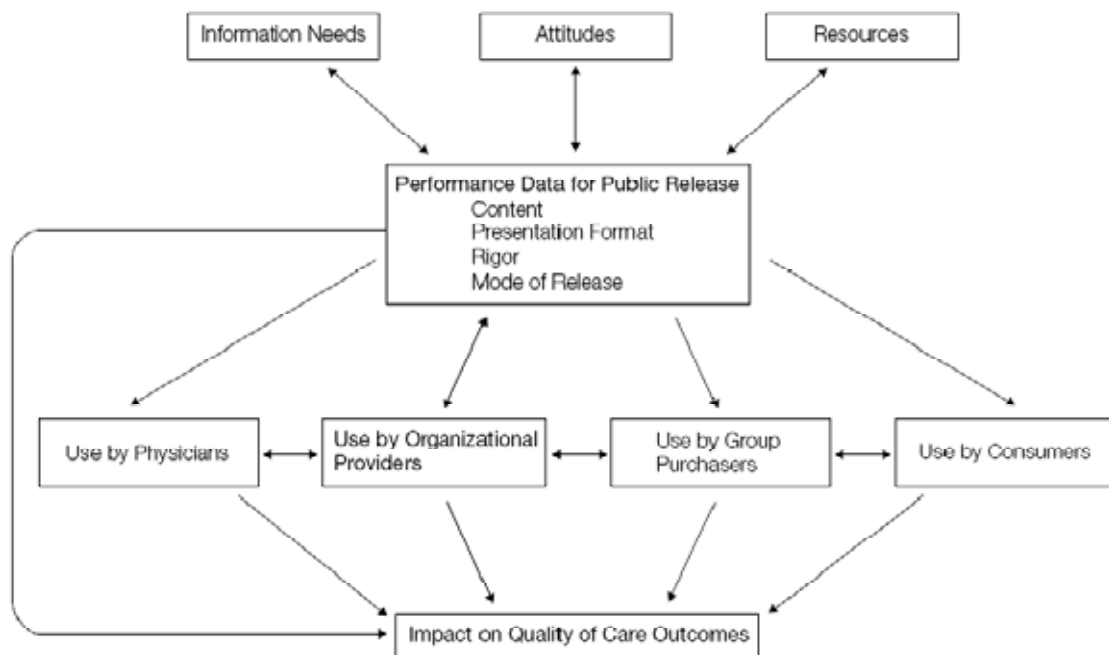 Information Needs
Attitudes
Resources
Performance Data for Public Release
Content
Presentation Format
Rigor
Mode of Release
Use by Physicians
Use by Organizational
Providers
Use by Group
Purchasers
Use by Consumers
Impact on Quality of Care Outcomes